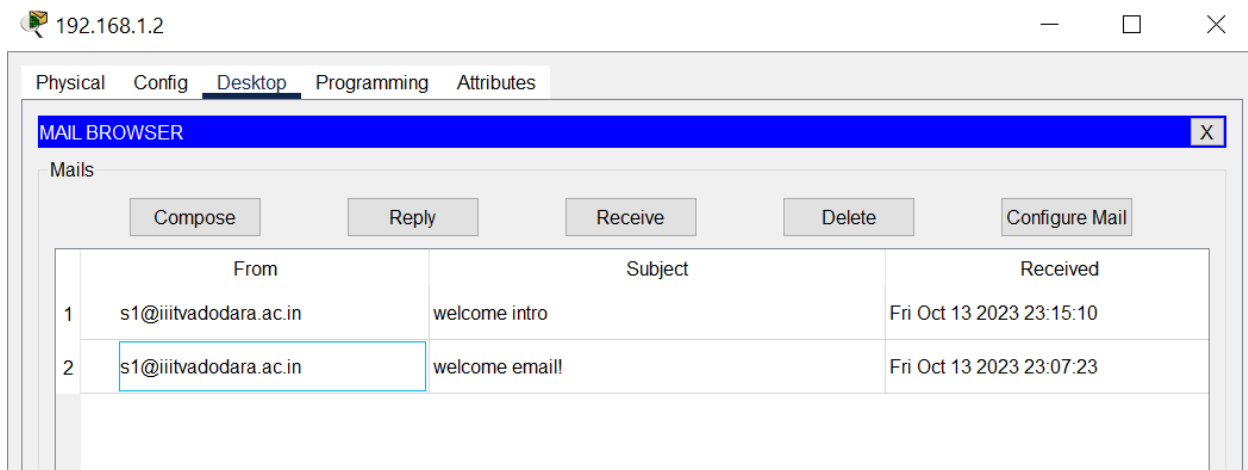 192.168.1.2
Physical Config Desktop Programming Attributes
MAIL BROWSER X
Mails
Compose Reply Receive Delete Configure Mail
From Subject Received
1 s1@iiitvadodara.ac.in welcome intro Fri Oct 13 2023 23:15:10
2 s1@iiitvadodara.ac.in welcome email! Fri Oct 13 2023 23:07:23